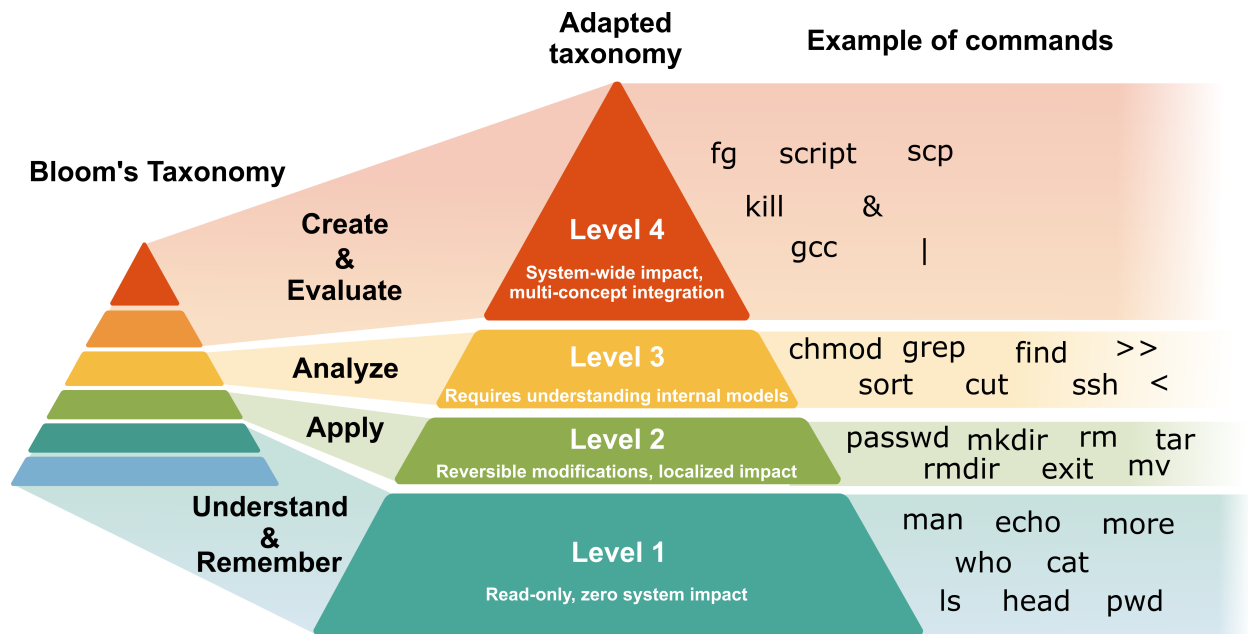 Adapted
taxonomy
Example of commands
Bloom's Taxonomy
Create
&
Evaluate
Level 4
System-wide impact,
multi-concept integration
fg script scp
kill &
gcc |
Analyze
Level 3
Requires understanding internal models
chmod grep find >>
sort cut ssh <
Apply
Level 2
Reversible modifications, localized impact
passwd mkdir rm tar
rmdir exit mv
Understand
&
Remember
Level 1
Read-only, zero system impact
man echo more
who cat
ls head pwd